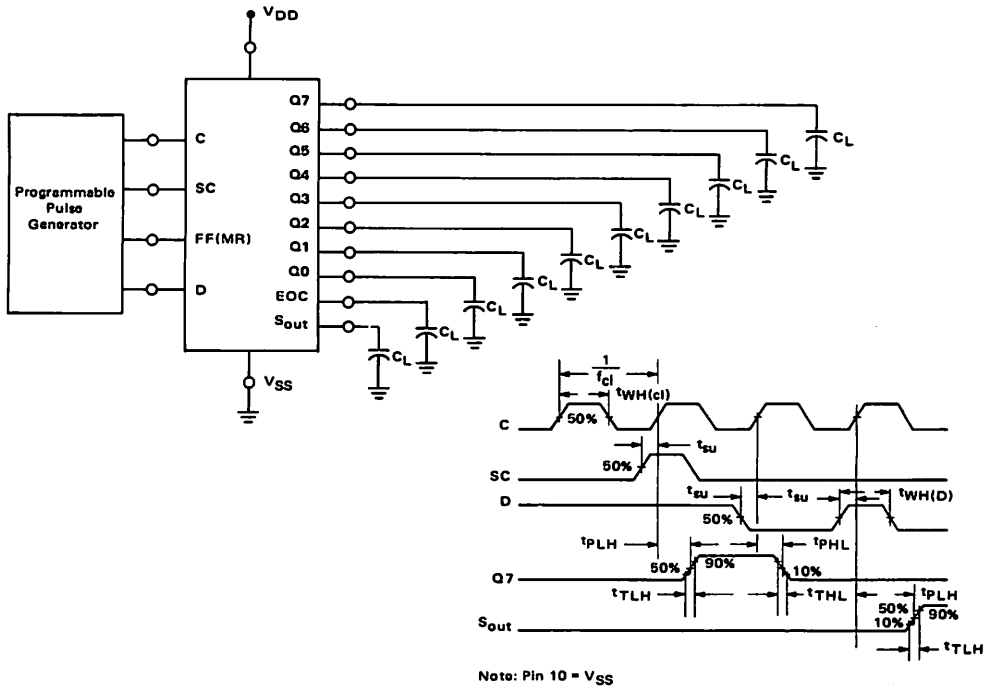 VDD
Programmable
Pulse
Generator
C
SC
FF(MR)
D
Q7
Q6
Q5
Q4
Q3
Q2
Q1
Q0
EOC
Sout
CL
CL
CL
CL
CL
CL
CL
CL
CL
CL
VSS
1
fcl
tWH(cl)
50%
C
tsu
50%
SC
tsu
tsu
tWH(D)
D
50%
tPLH
tPHL
50%
90%
10%
Q7
tTLH
tTHL
tPLH
50%
10%
90%
Sout
tTLH
Note: Pin 10 = VSS